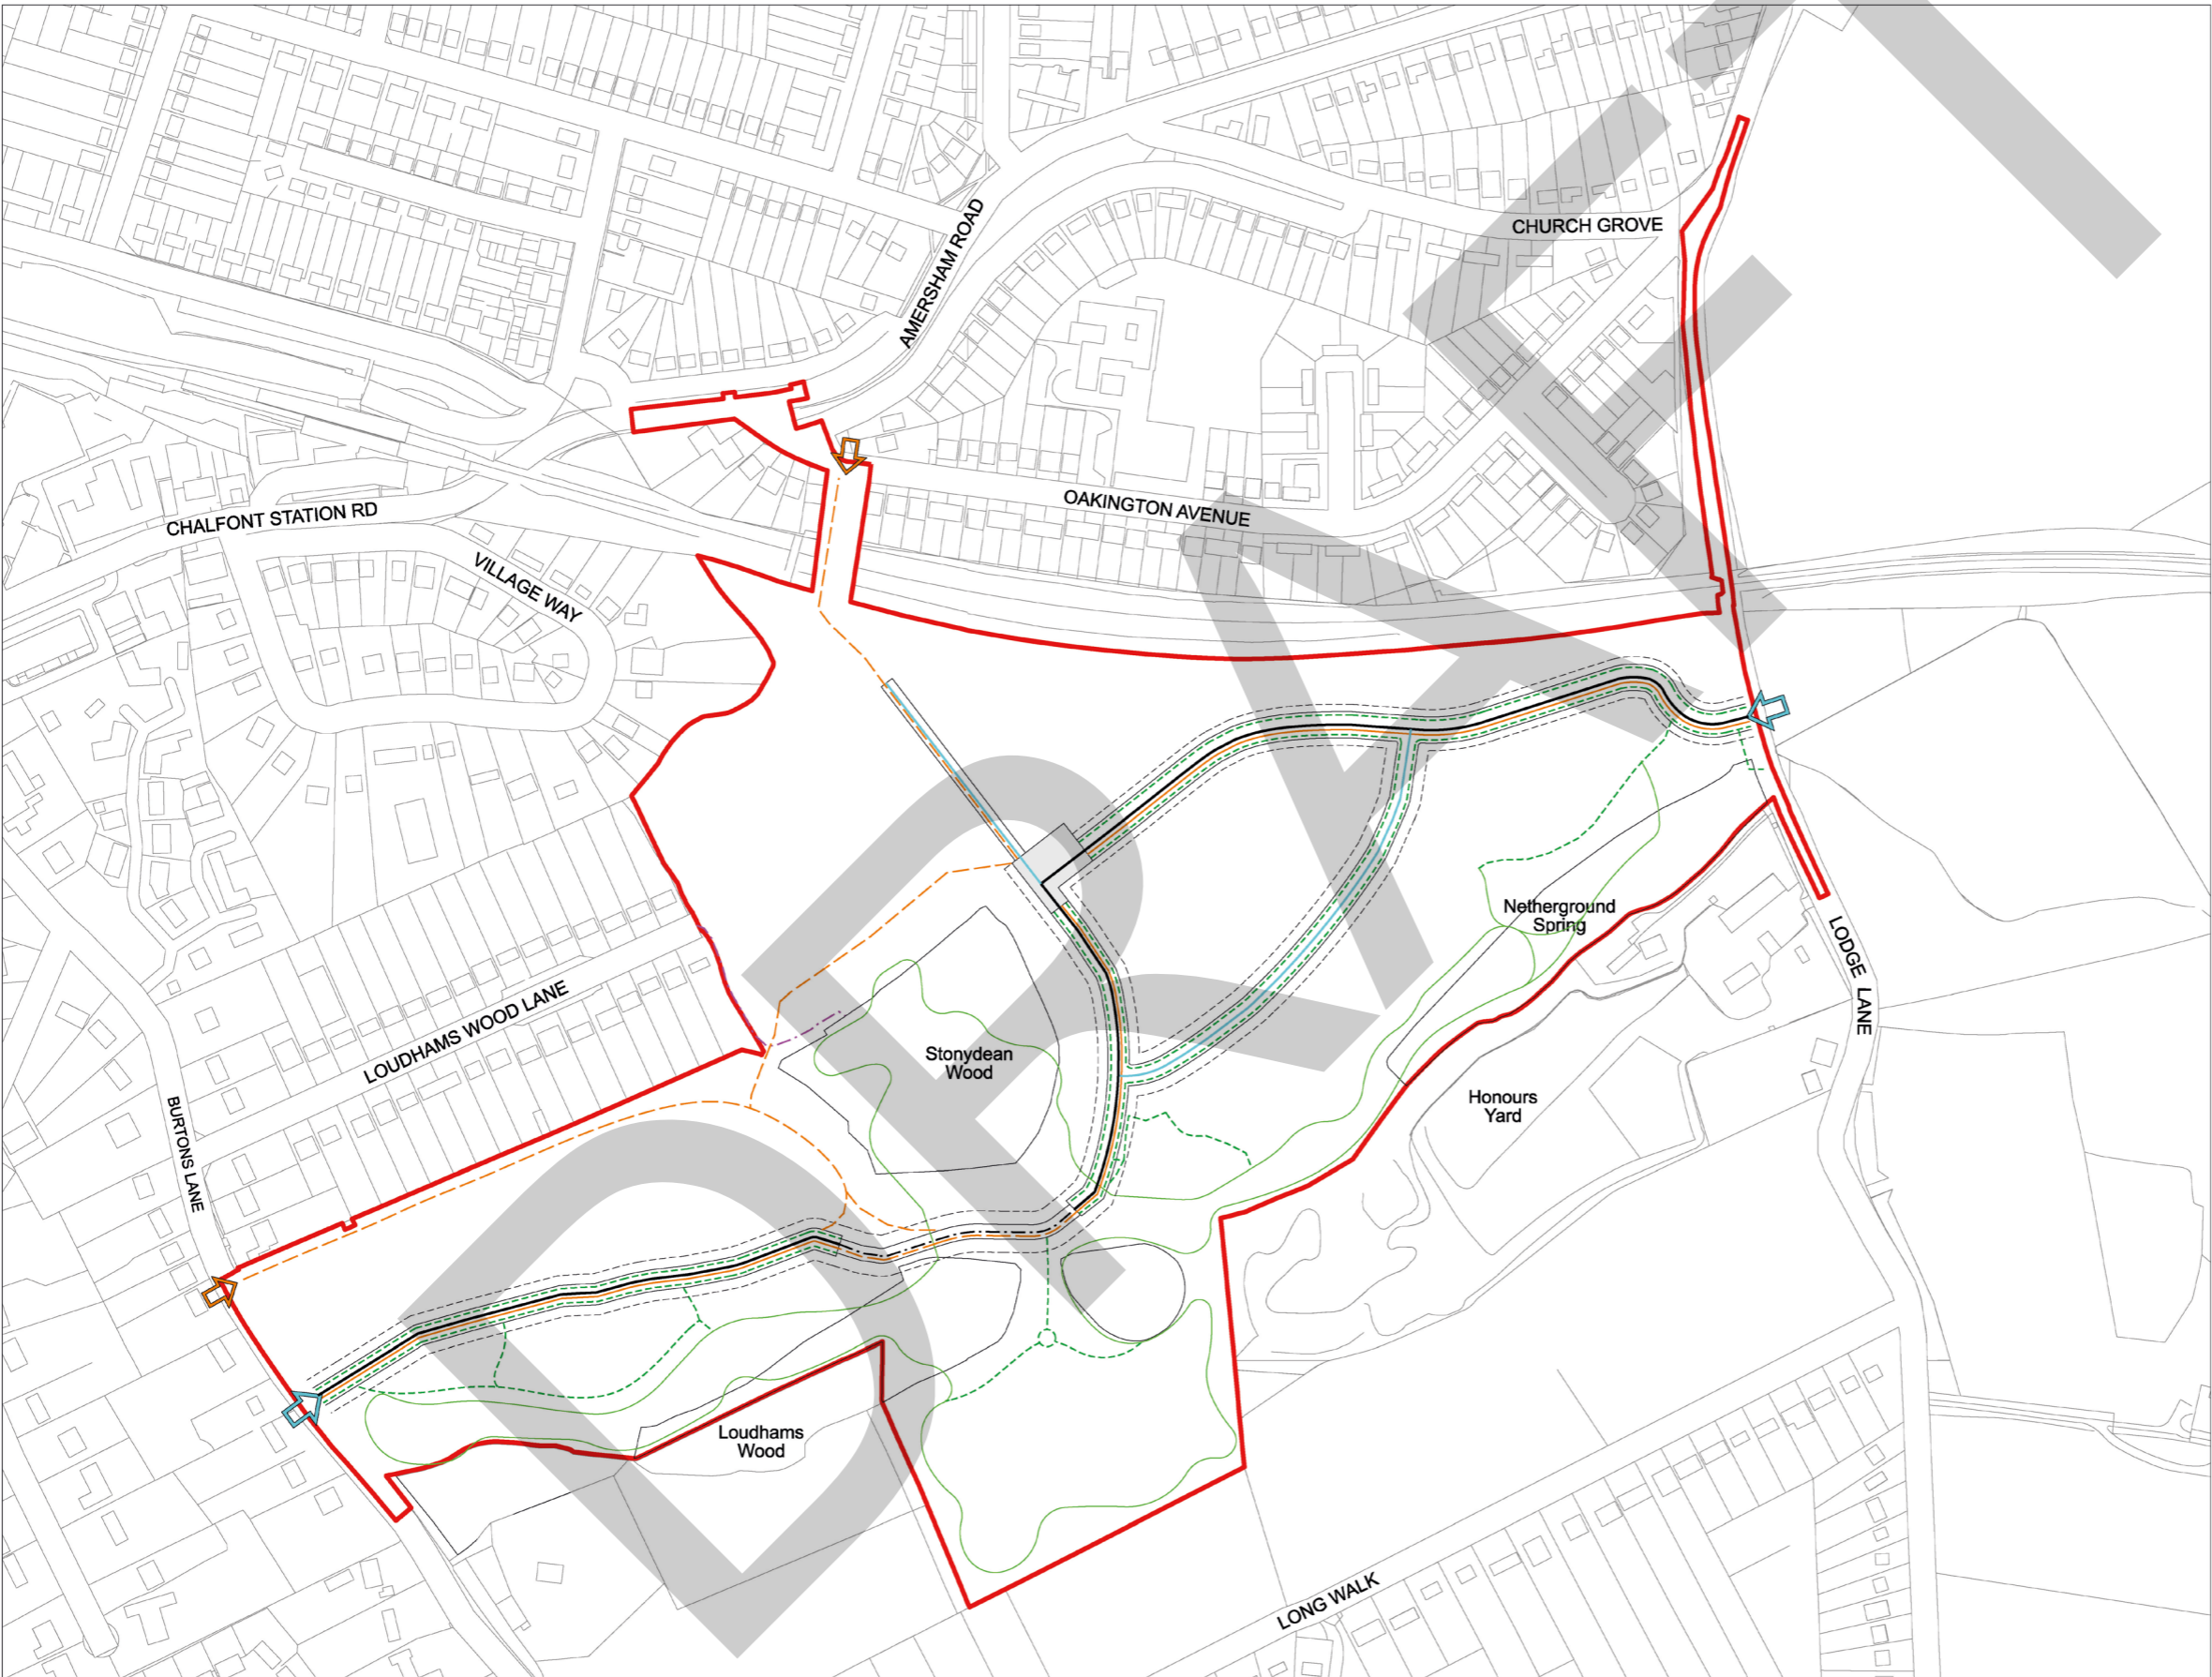 AMERSHAM ROAD
CHURCH GROVE
CHALFONT STATION RD
OAKINGTON AVENUE
VILLAGE WAY
Netherground
Spring
LODGE LANE
LOUDHAMS WOOD LANE
Stonydean
Wood
Honours
Yard
BURTONS LANE
Loudhams
Wood
LONG WALK
DRAFT